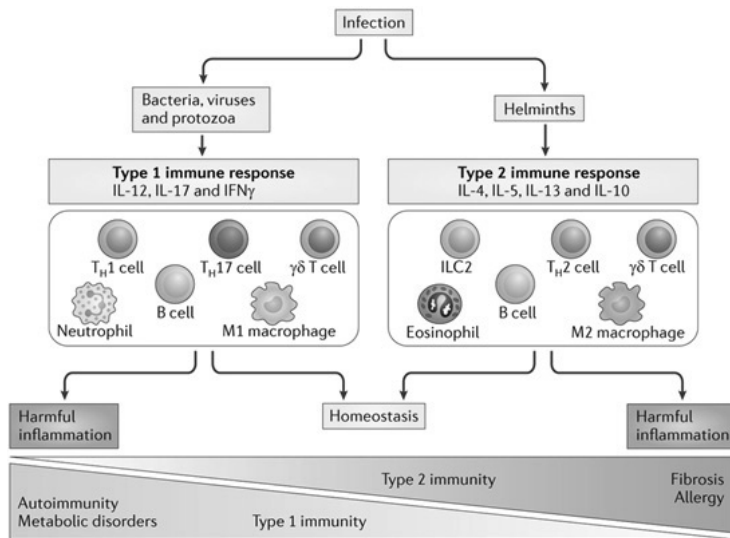 Infection
Bacteria, viruses
and protozoa
Helminths
Type 1 immune response
IL-12, IL-17 and IFNγ
Type 2 immune response
IL-4, IL-5, IL-13 and IL-10
TH1 cell
TH17 cell
γδ T cell
Neutrophil
B cell
M1 macrophage
ILC2
TH2 cell
γδ T cell
Eosinophil
B cell
M2 macrophage
Harmful
inflammation
Homeostasis
Harmful
inflammation
Type 2 immunity
Fibrosis
Allergy
Autoimmunity
Metabolic disorders
Type 1 immunity